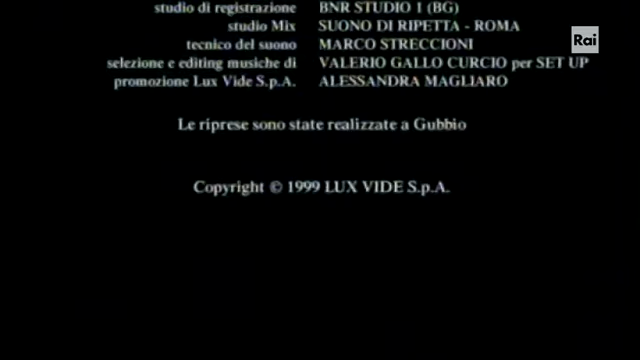 studio di registrazione BNR STUDIO 1 (BG)
studio Mix SUONO DI RIPETTA - ROMA
Rai
tecnico del suono MARCO STRECCIONI
selezione e editing musiche di VALERIO GALLO CURCIO per SET UP
promozione Lux Vide S.p.A. ALESSANDRA MAGLIARO
Le riprese sono state realizzate a Gubbio
Copyright © 1999 LUX VIDE S.p.A.